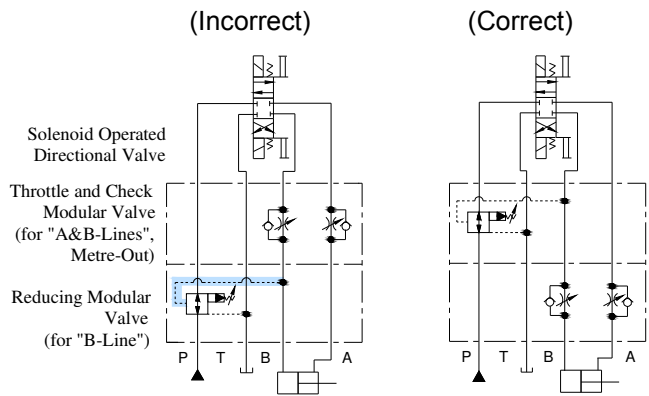 (Incorrect)
(Correct)
Solenoid Operated
Directional Valve
Throttle and Check
Modular Valve
(for "A&B-Lines",
Metre-Out)
Reducing Modular
Valve
(for "B-Line")
P T B A
P T B A